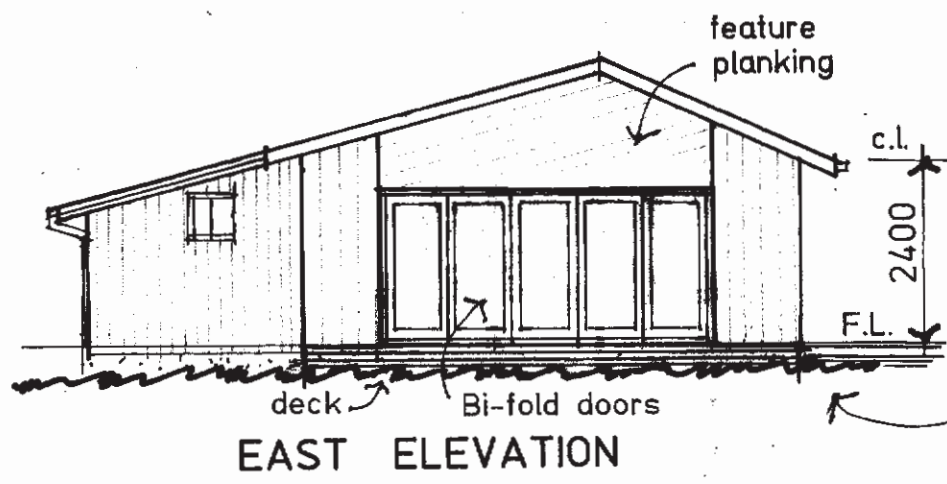 feature
planking
c.l.
2400
F.L.
deck
Bi-fold doors
EAST ELEVATION